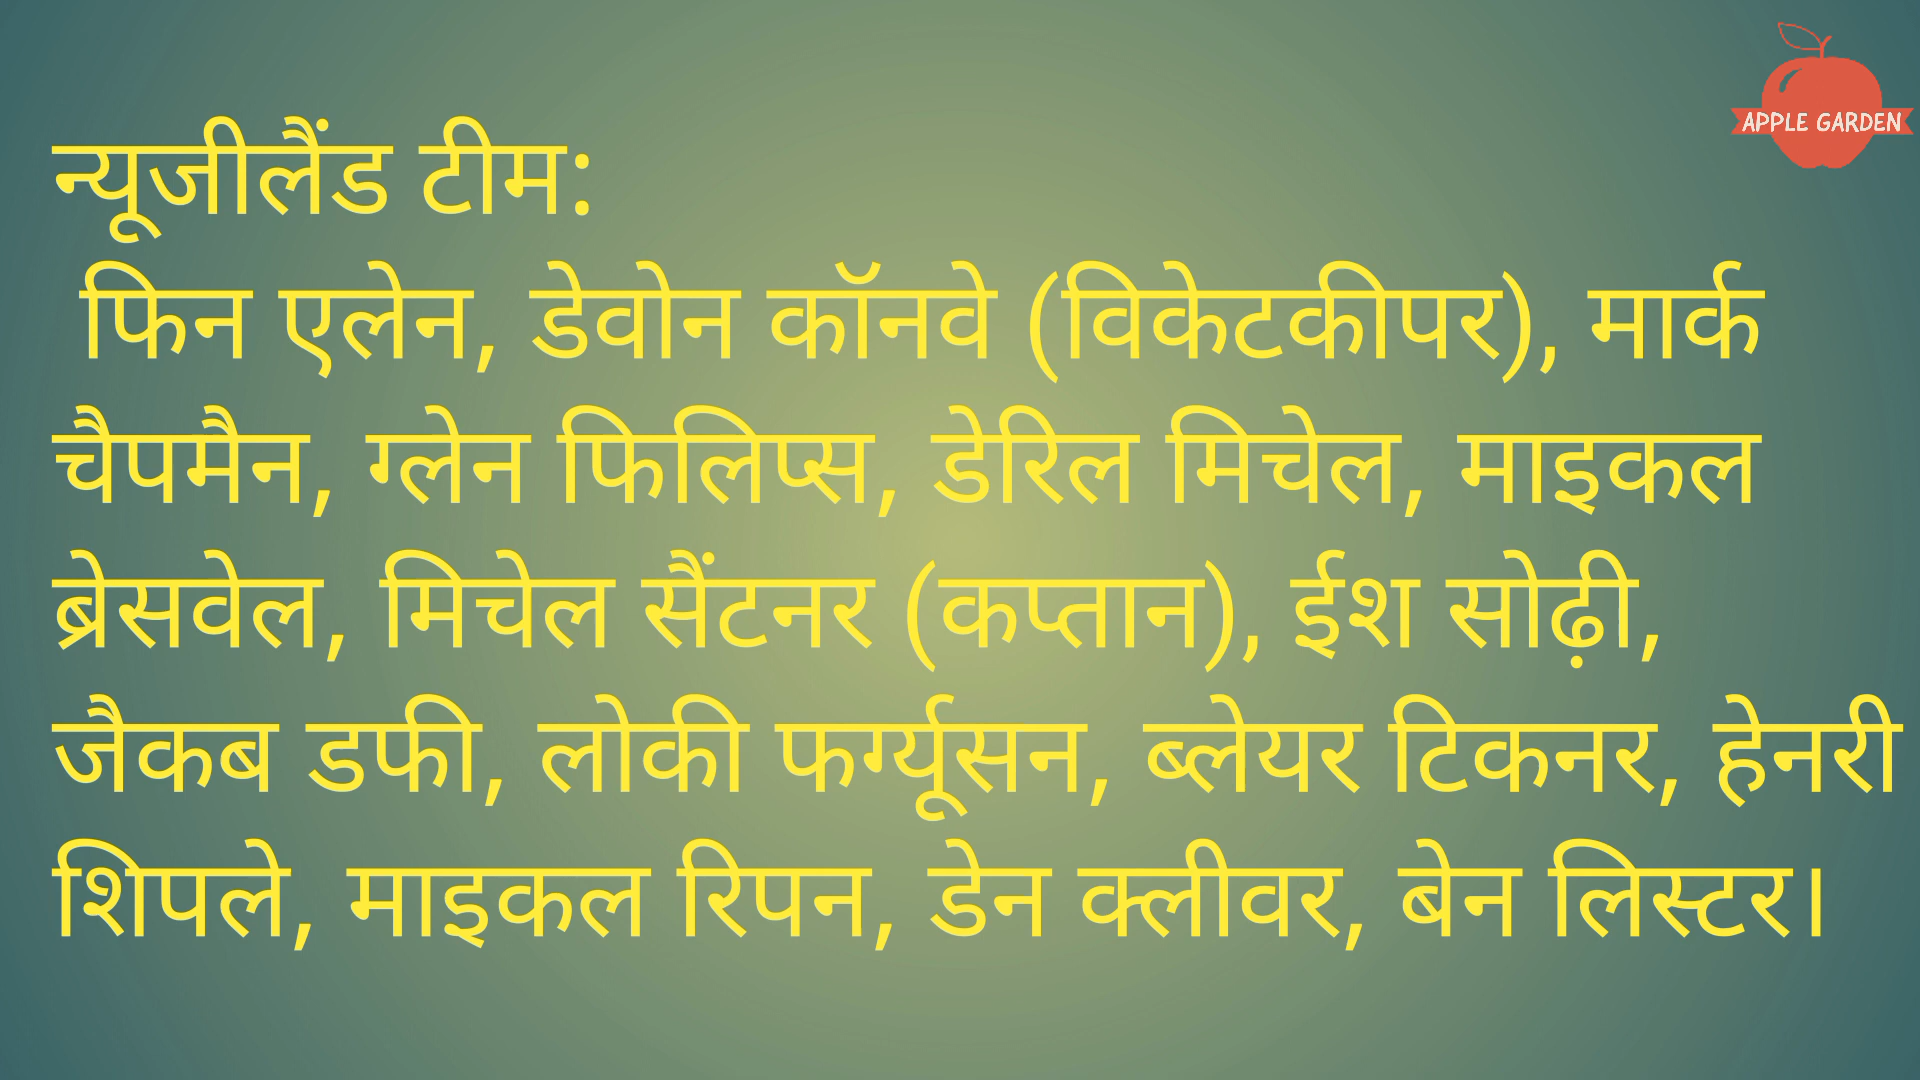 APPLE GARDEN
न्यूजीलैंड टीम:
फिन एलेन, डेवोन कॉनवे (विकेटकीपर), मार्क
चैपमैन, ग्लेन फिलिप्स, डेरिल मिचेल, माइकल
ब्रेसवेल, मिचेल सैंटनर (कप्तान), ईश सोढ़ी,
जैकब डफी, लोकी फर्ग्यूसन, ब्लेयर टिकनर, हेनरी
शिपले, माइकल रिपन, डेन क्लीवर, बेन लिस्टर।